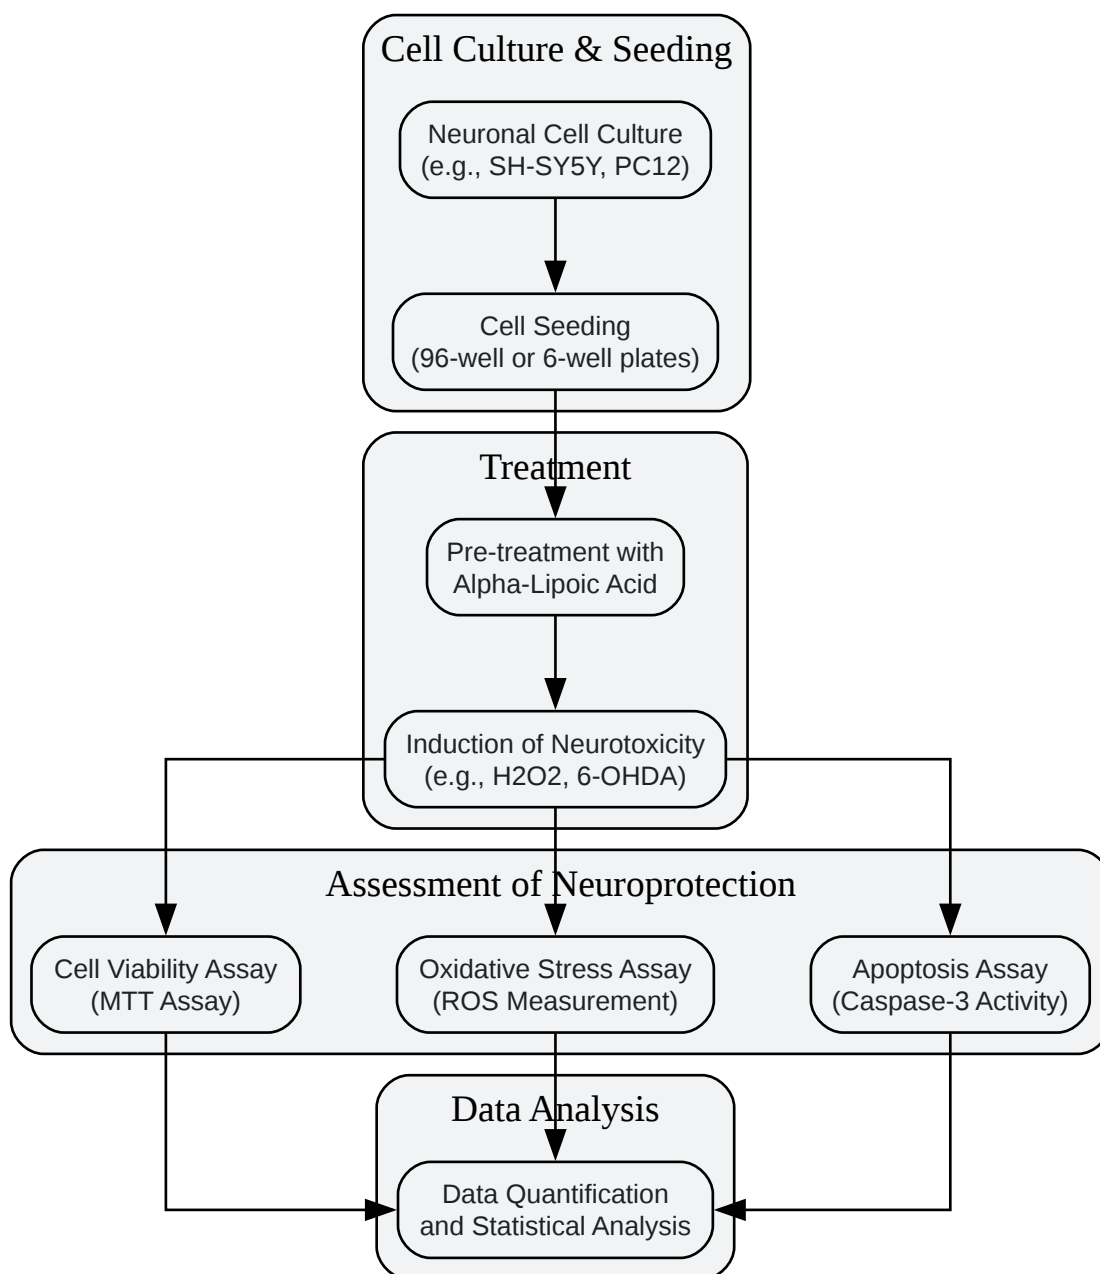 Cell Culture & Seeding
Neuronal Cell Culture
(e.g., SH-SY5Y, PC12)
Cell Seeding
(96-well or 6-well plates)
Treatment
Pre-treatment with
Alpha-Lipoic Acid
Induction of Neurotoxicity
(e.g., H2O2, 6-OHDA)
Assessment of Neuroprotection
Cell Viability Assay
(MTT Assay)
Oxidative Stress Assay
(ROS Measurement)
Apoptosis Assay
(Caspase-3 Activity)
Data Analysis
Data Quantification
and Statistical Analysis